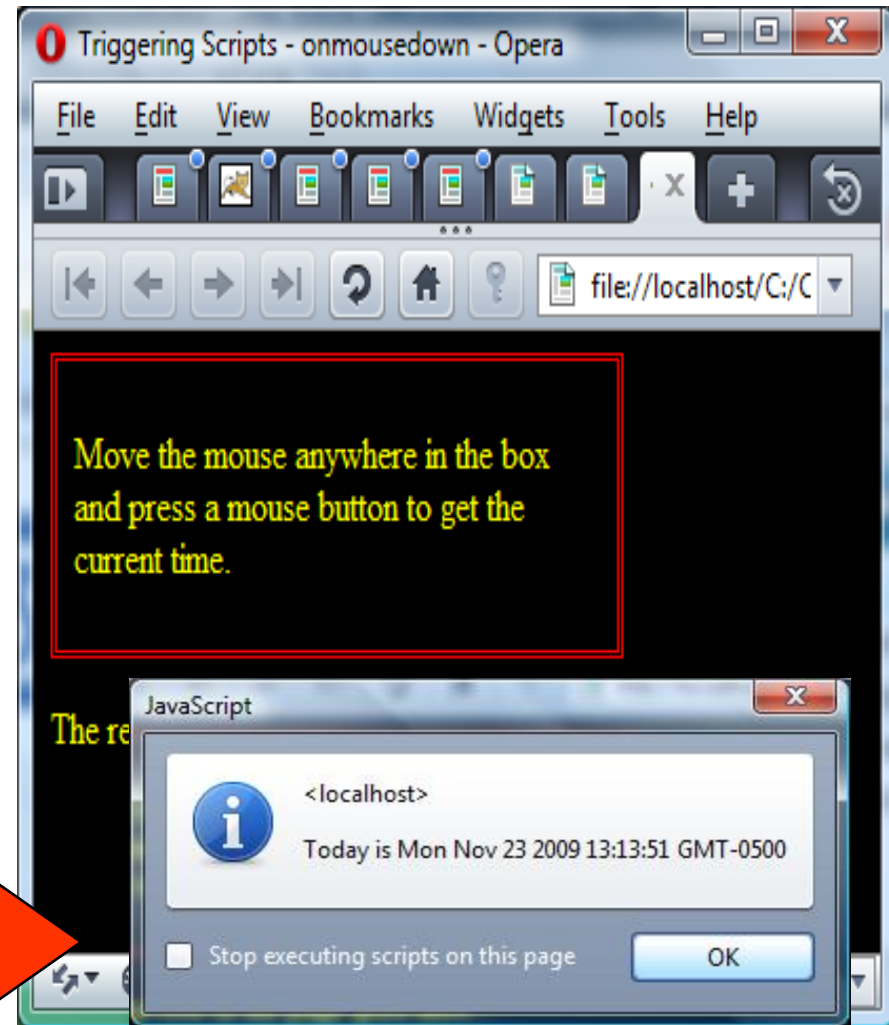 Triggering Scripts - onmousedown - Opera
File Edit View Bookmarks Widgets Tools Help
file://localhost/C:/C
Move the mouse anywhere in the box
and press a mouse button to get the
current time.
The re
JavaScript
<localhost>
Today is Mon Nov 23 2009 13:13:51 GMT-0500
Stop executing scripts on this page
OK